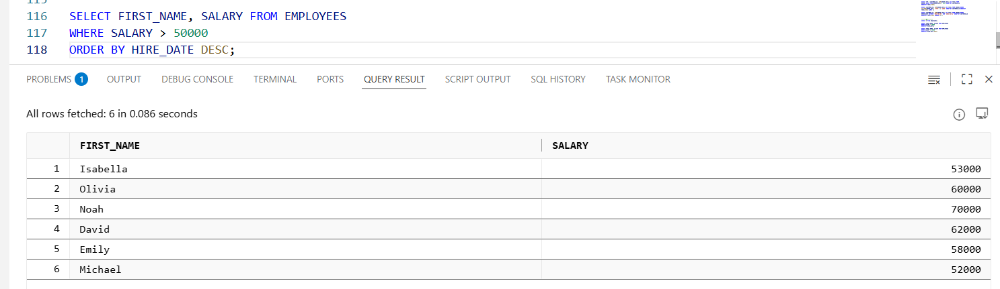 115
116 SELECT FIRST_NAME, SALARY FROM EMPLOYEES
117 WHERE SALARY > 50000
118 ORDER BY HIRE_DATE DESC;
PROBLEMS 1 OUTPUT DEBUG CONSOLE TERMINAL PORTS QUERY RESULT SCRIPT OUTPUT SQL HISTORY TASK MONITOR
All rows fetched: 6 in 0.086 seconds
FIRST_NAME SALARY
1 Isabella 53000
2 Olivia 60000
3 Noah 70000
4 David 62000
5 Emily 58000
6 Michael 52000